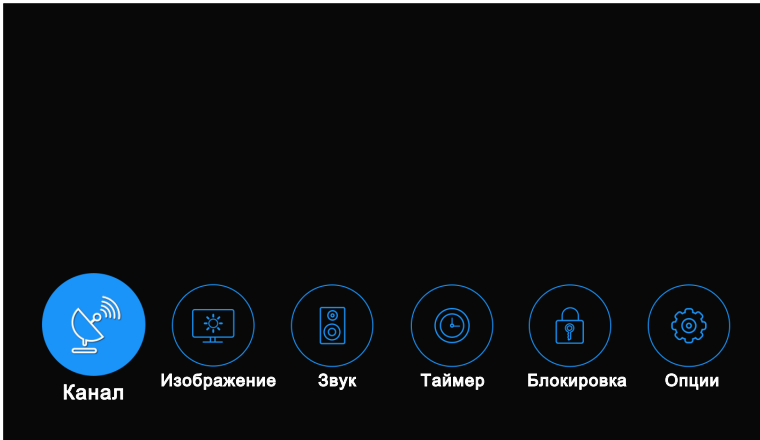 Канал
Изображение
Звук
Таймер
Блокировка
Опции